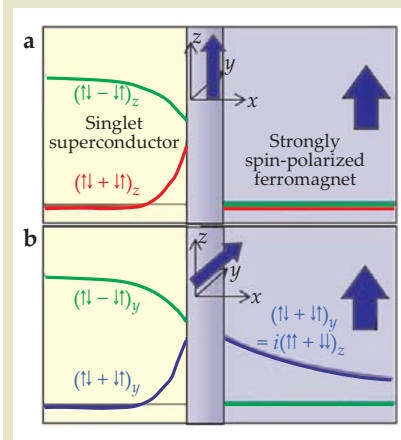 a
z
y
x
(↑↓ − ↓↑)z
Singlet
superconductor
(↑↓ + ↓↑)z
Strongly
spin-polarized
ferromagnet
b
z
y
x
(↑↓ − ↓↑)y
(↑↓ + ↓↑)y
(↑↓ + ↓↑)y
= i(↑↑ + ↓↓)z